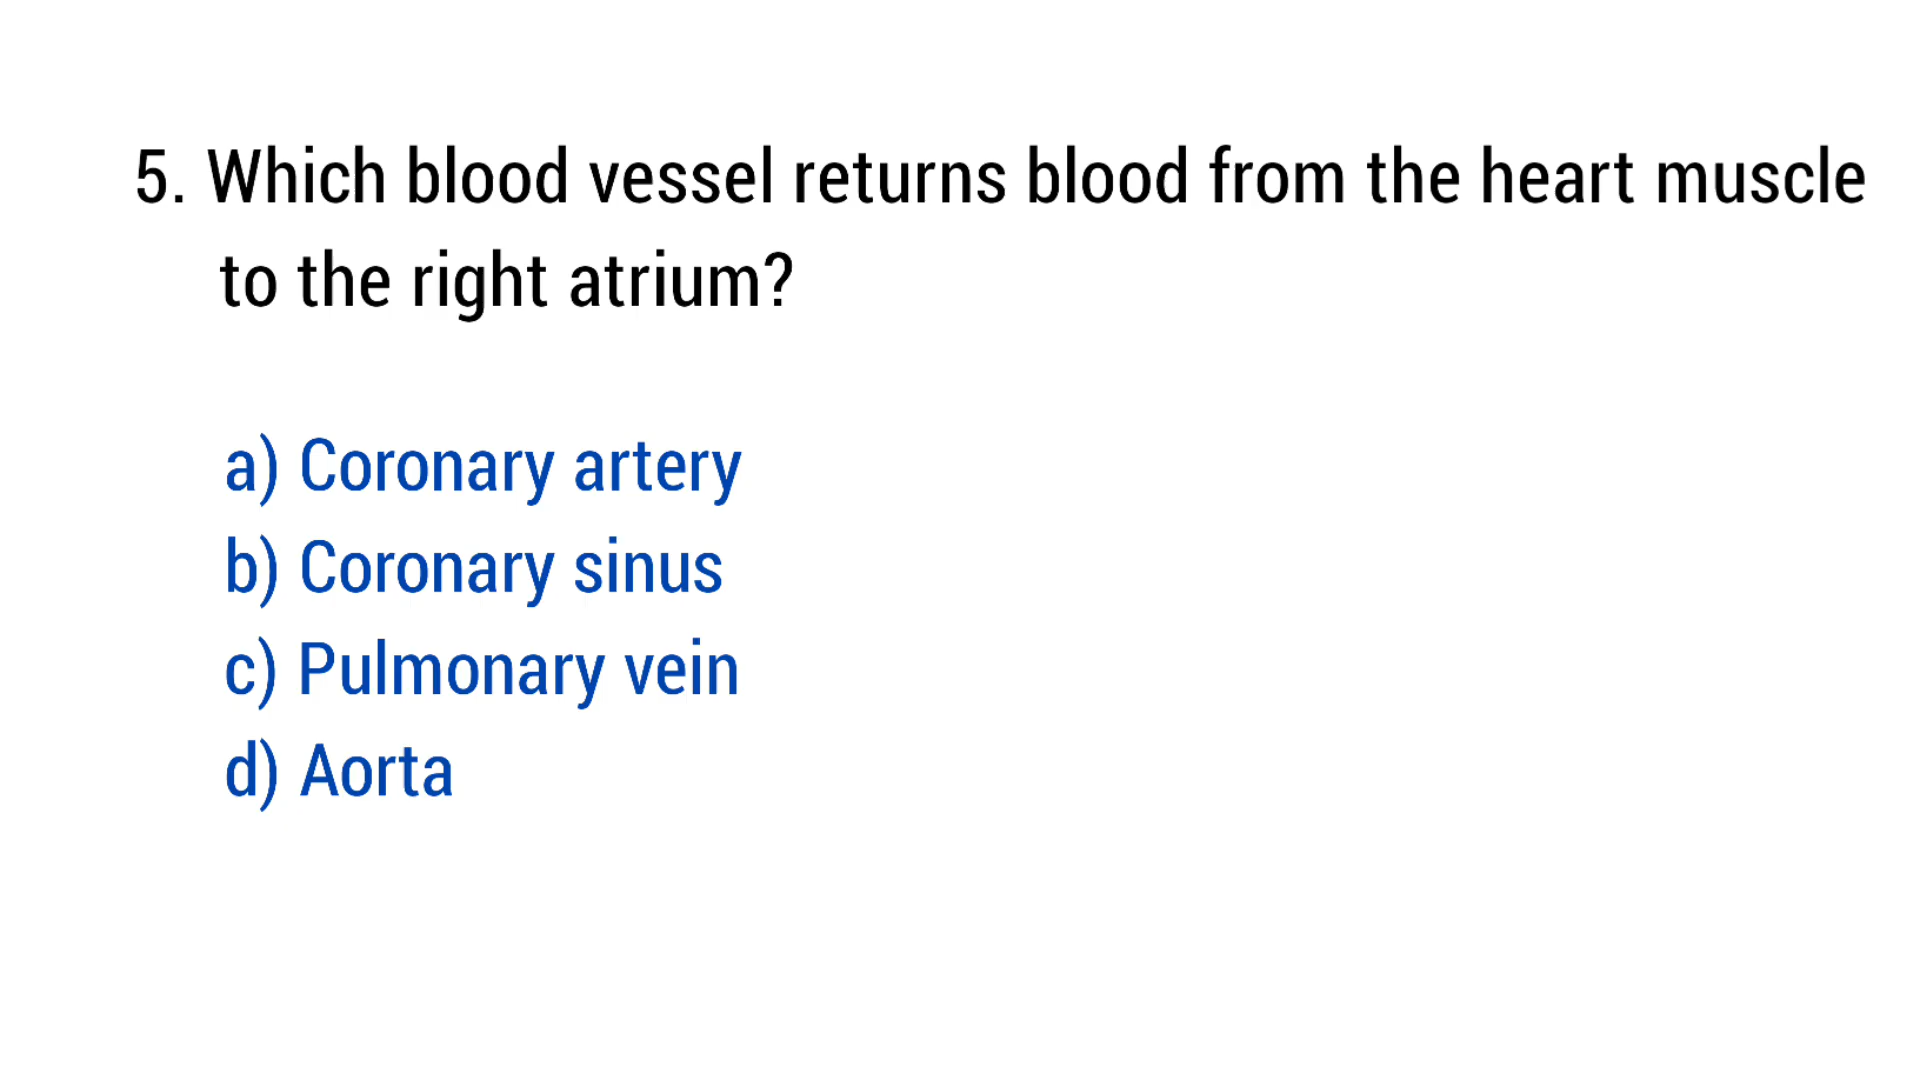 5. Which blood vessel returns blood from the heart muscle
to the right atrium?
a) Coronary artery
b) Coronary sinus
c) Pulmonary vein
d) Aorta